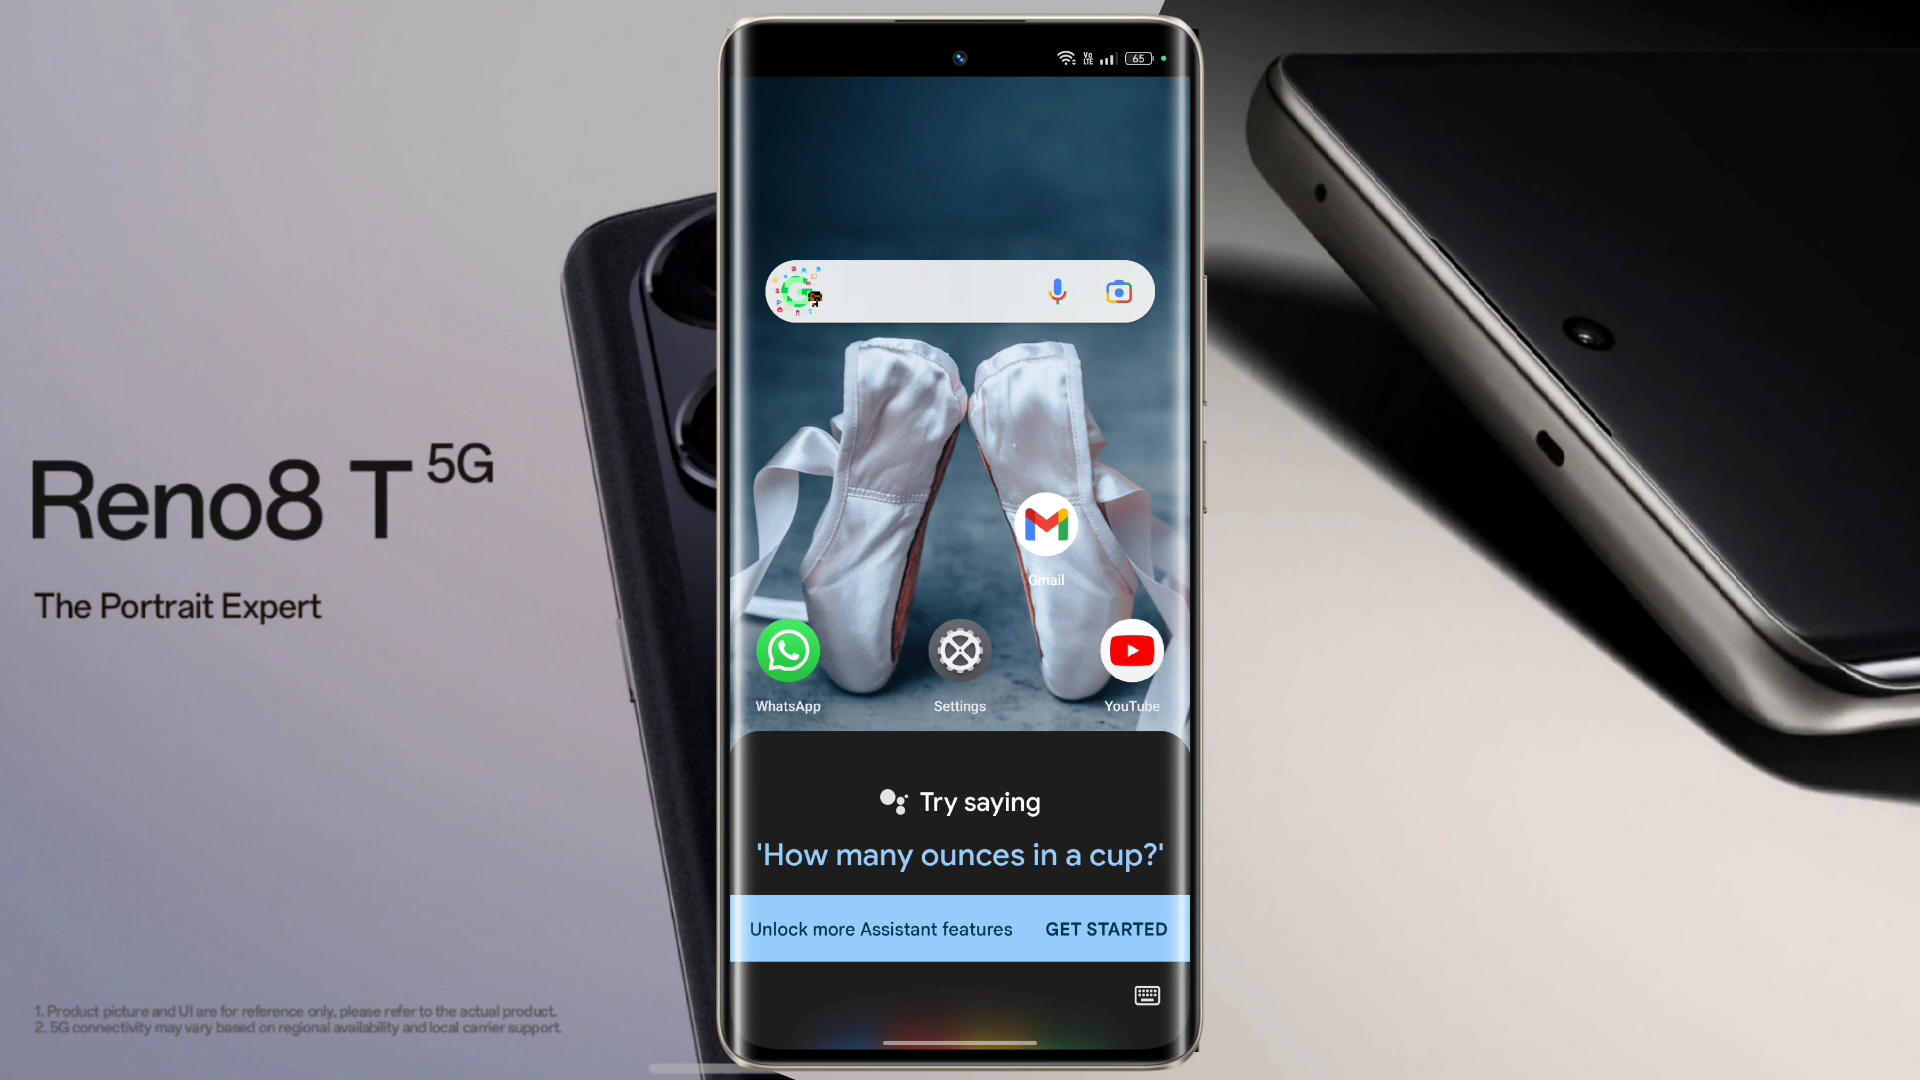 Vo
LTE
65
Reno8 T 5G
The Portrait Expert
Gmail
WhatsApp
Settings
YouTube
Try saying
'How many ounces in a cup?'
Unlock more Assistant features
GET STARTED
1. Product picture and UI are for reference only, please refer to the actual product.
2. 5G connectivity may vary based on regional availability and local carrier support.